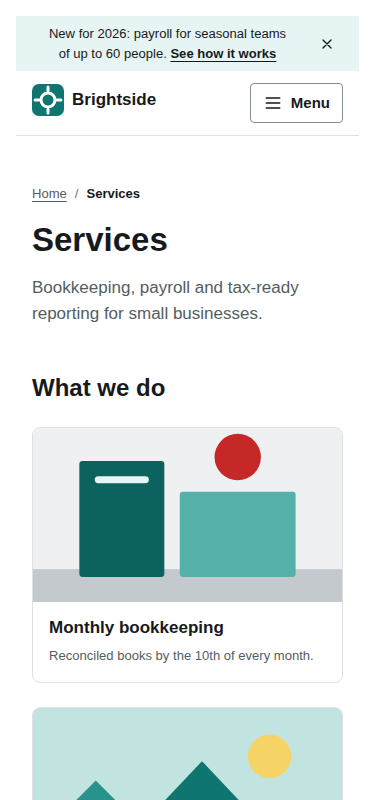 New for 2026: payroll for seasonal teams
of up to 60 people. See how it works
Brightside
Menu
Home / Services
Services
Bookkeeping, payroll and tax-ready
reporting for small businesses.
What we do
Monthly bookkeeping
Reconciled books by the 10th of every month.